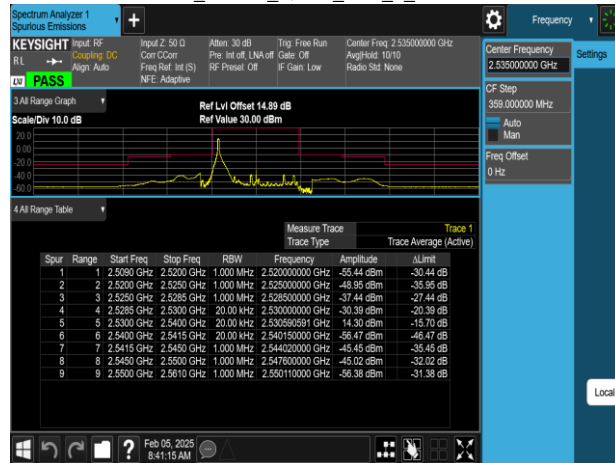 Spectrum Analyzer 1
Spurious Emissions
Frequency
KEYSIGHT Input: RF Input Z: 50 Ω Atten: 30 dB Trig: Free Run Center Freq: 2.535000000 GHz
RL Coupling: DC Corr CCorr Pre: Int off, LNA off Gate: Off Avg|Hold: 10/10
Align: Auto Freq Ref: Int (S) RF Preset: Off IF Gain: Low Radio Std: None
NFE: Adaptive
LXI PASS
Center Frequency
2.535000000 GHz
Settings
CF Step
359.000000 MHz
Auto
Man
Freq Offset
0 Hz
3 All Range Graph
Ref Lvl Offset 14.89 dB
Scale/Div 10.0 dB Ref Value 30.00 dBm
20.0
0.00
-20.0
-40.0
-60.0
4 All Range Table
Measure Trace Trace 1
Trace Type Trace Average (Active)
Spur Range Start Freq Stop Freq RBW Frequency Amplitude ΔLimit
1 1 2.5090 GHz 2.5200 GHz 1.000 MHz 2.520000000 GHz -55.44 dBm -30.44 dB
2 2 2.5200 GHz 2.5250 GHz 1.000 MHz 2.525000000 GHz -48.95 dBm -35.95 dB
3 3 2.5250 GHz 2.5285 GHz 1.000 MHz 2.528500000 GHz -37.44 dBm -27.44 dB
4 4 2.5285 GHz 2.5300 GHz 20.00 kHz 2.530000000 GHz -30.39 dBm -20.39 dB
5 5 2.5300 GHz 2.5400 GHz 20.00 kHz 2.530590591 GHz 14.30 dBm -15.70 dB
6 6 2.5400 GHz 2.5415 GHz 20.00 kHz 2.540150000 GHz -56.47 dBm -46.47 dB
7 7 2.5415 GHz 2.5450 GHz 1.000 MHz 2.544020000 GHz -45.45 dBm -35.45 dB
8 8 2.5450 GHz 2.5500 GHz 1.000 MHz 2.547600000 GHz -45.02 dBm -32.02 dB
9 9 2.5500 GHz 2.5610 GHz 1.000 MHz 2.550110000 GHz -56.38 dBm -31.38 dB
Local
Feb 05, 2025
8:41:15 AM